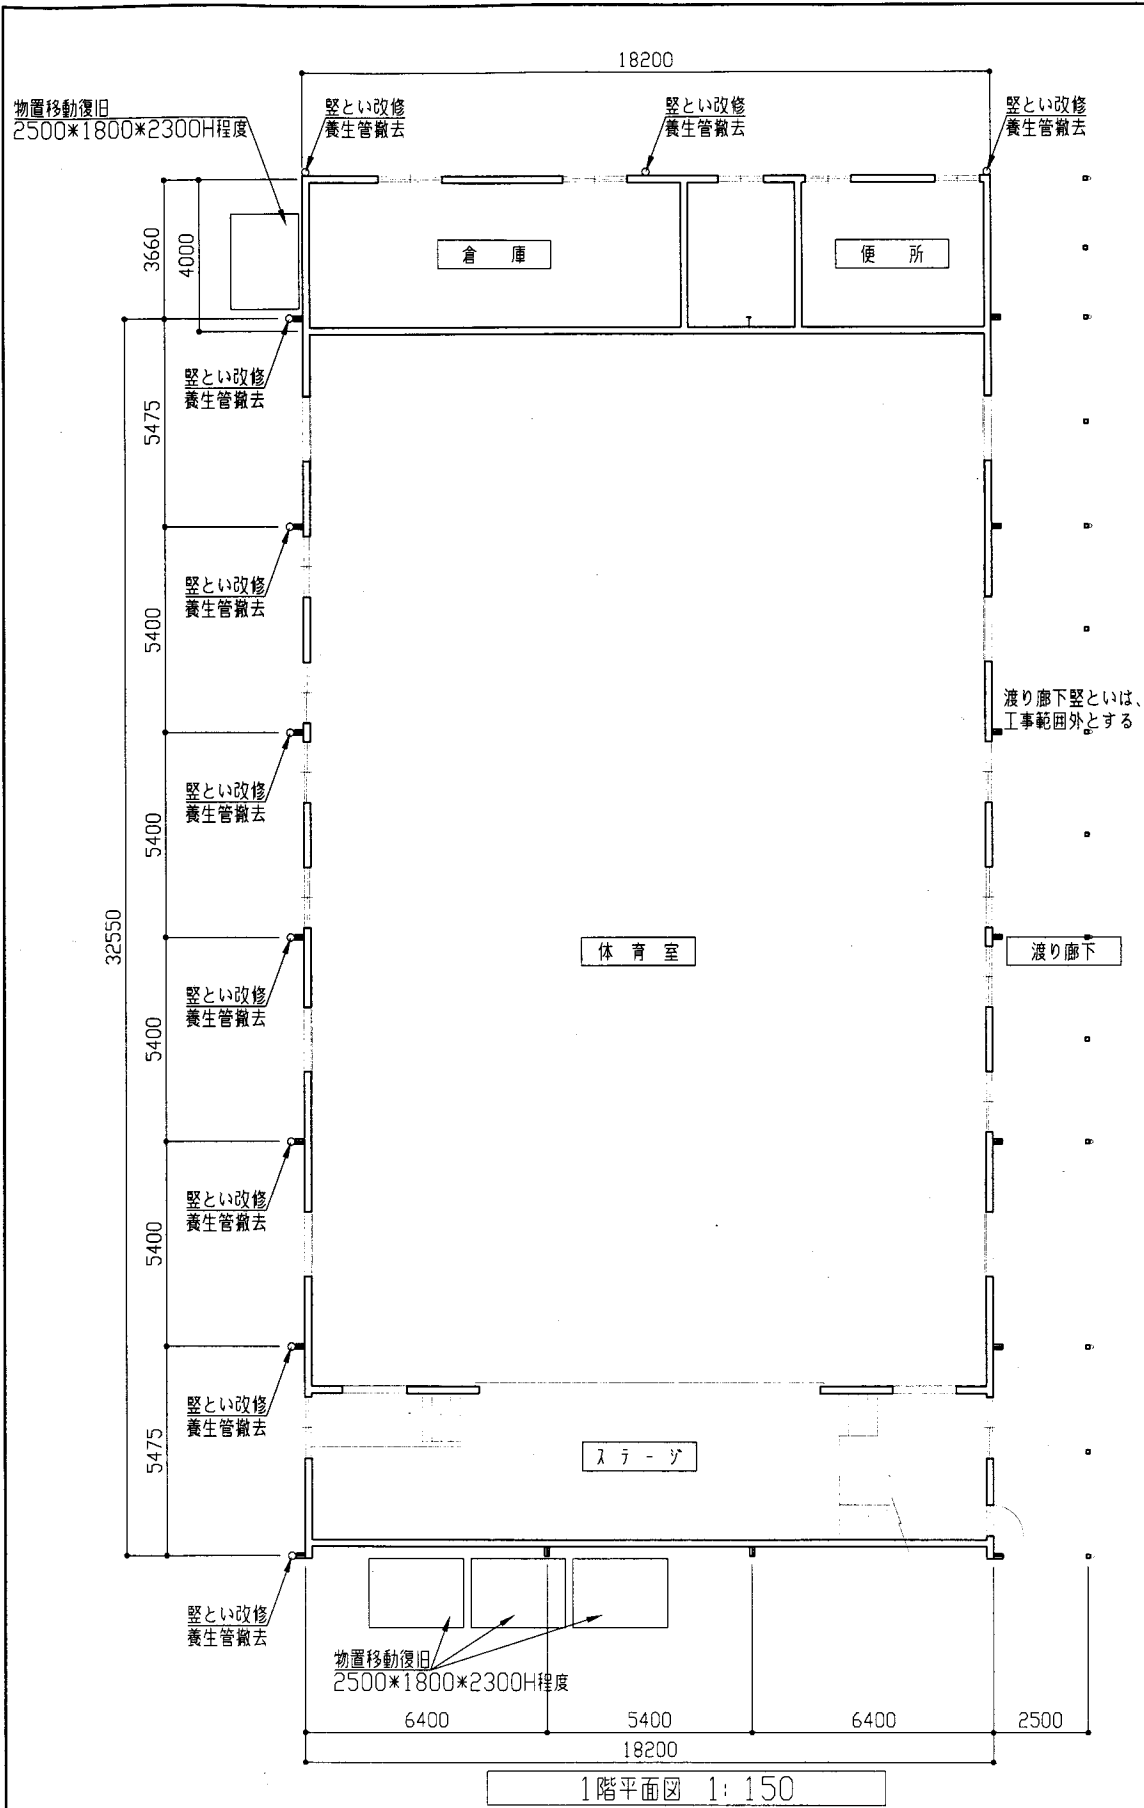 18200
物置移動復旧
2500*1800*2300H程度
竪とい改修
養生管撤去
竪とい改修
養生管撤去
竪とい改修
養生管撤去
3660
4000
倉庫
便所
竪とい改修
養生管撤去
5475
竪とい改修
養生管撤去
5400
渡り廊下竪といは、
工事範囲外とする
竪とい改修
養生管撤去
5400
32550
体育室
渡り廊下
竪とい改修
養生管撤去
5400
竪とい改修
養生管撤去
5400
竪とい改修
養生管撤去
5475
ステージ
竪とい改修
養生管撤去
物置移動復旧
2500*1800*2300H程度
6400
5400
6400
2500
18200
1階平面図 1:150